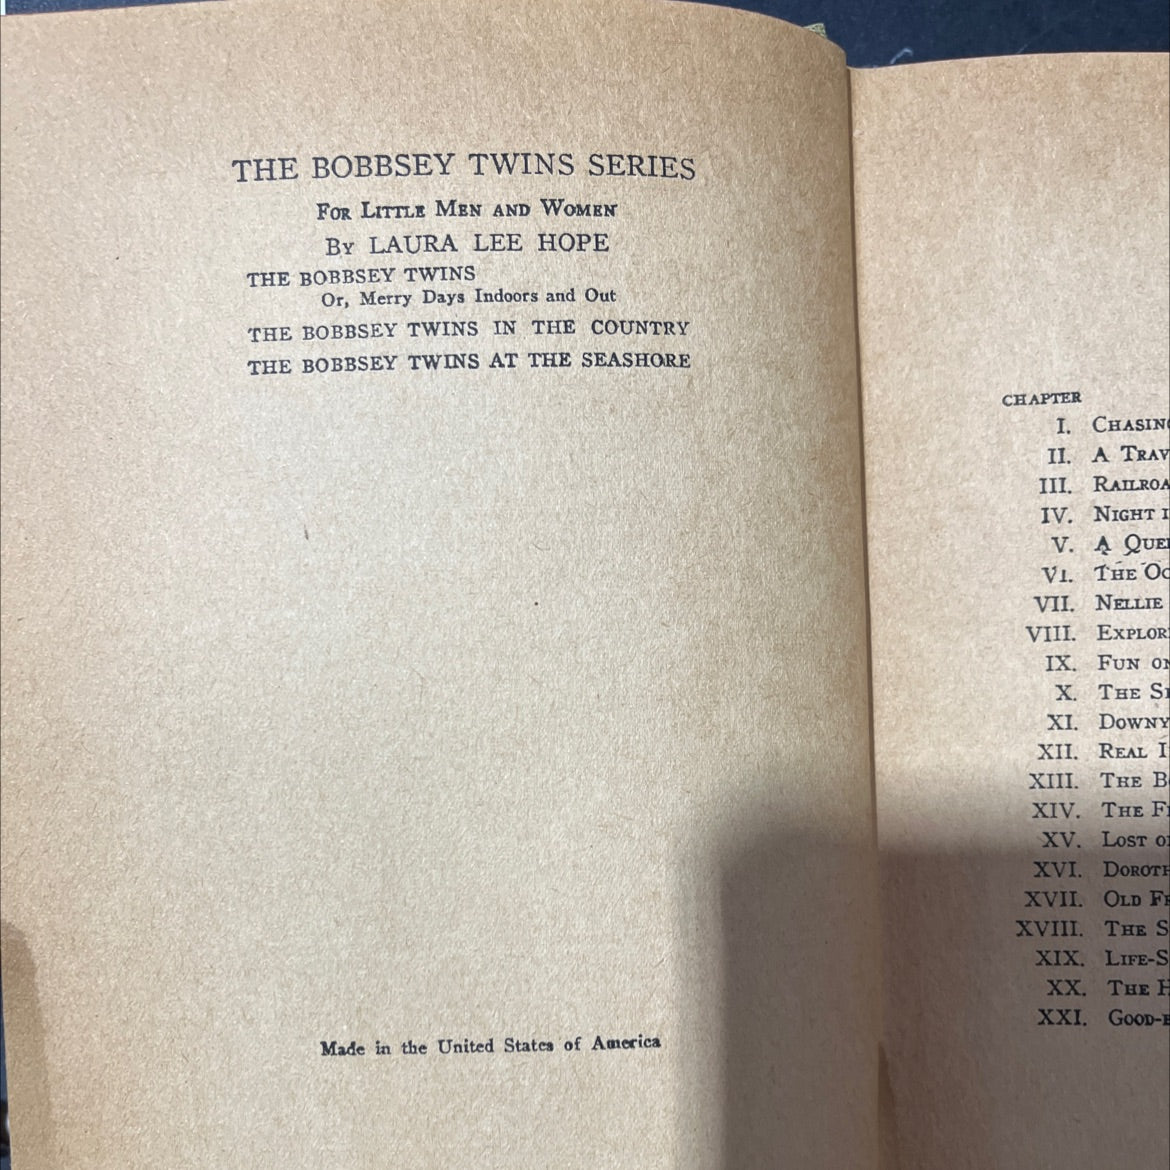 THE BOBBSEY TWINS SERIES
FOR LITTLE MEN AND WOMEN
BY LAURA LEE HOPE
THE BOBBSEY TWINS
Or, Merry Days Indoors and Out
THE BOBBSEY TWINS IN THE COUNTRY
THE BOBBSEY TWINS AT THE SEASHORE
Made in the United States of America
CHAPTER
I. CHASING
II. A
III.
IV. NIGHT
V. A
VI. THE
VII. NELLIE
VIII.
IX. FUN
X. THE
XI. DOWNY
XII. REAL
XIII. THE
XIV. THE
XV. LOST
XVI.
XVII. OLD
XVIII. THE
XIX.
XX. THE
XXI.